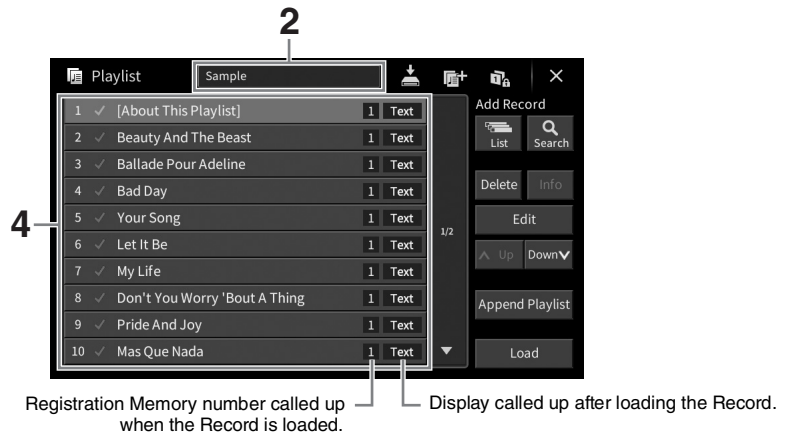 2
Playlist Sample
Add Record
1 [About This Playlist] 1 Text
2 Beauty And The Beast 1 Text
3 Ballade Pour Adeline 1 Text
4 Bad Day 1 Text
5 Your Song 1 Text
6 Let It Be 1 Text
7 My Life 1 Text
8 Don't You Worry 'Bout A Thing 1 Text
9 Pride And Joy 1 Text
10 Mas Que Nada 1 Text
4
1/2
List Search
Delete Info
Edit
Up Down
Append Playlist
Load
Registration Memory number called up
when the Record is loaded.
Display called up after loading the Record.